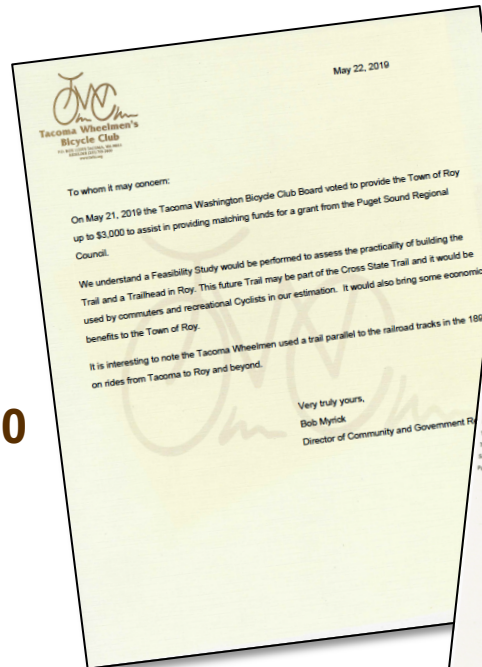 May 22, 2019
Tacoma Wheelmen's
Bicycle Club
To whom it may concern:
On May 21, 2019 the Tacoma Washington Bicycle Club Board voted to provide the Town of Roy
up to $3,000 to assist in providing matching funds for a grant from the Puget Sound Regional
Council.
We understand a Feasibility Study would be performed to assess the practicality of building the
Trail and a Trailhead in Roy. This future Trail may be part of the Cross State Trail and it would be
used by commuters and recreational Cyclists in our estimation. It would also bring some economic
benefits to the Town of Roy.
It is interesting to note the Tacoma Wheelmen used a trail parallel to the railroad tracks in the 189
on rides from Tacoma to Roy and beyond.
Very truly yours,
Bob Myrick
Director of Community and Government Re
0